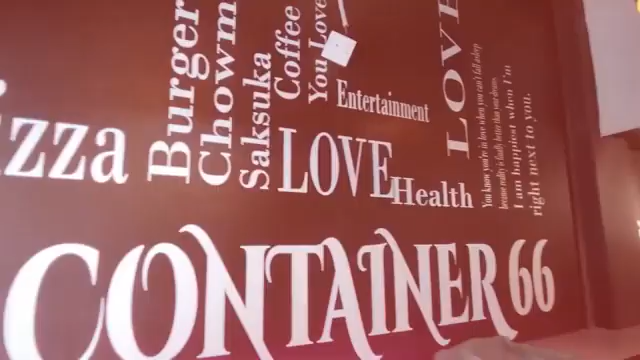 Burger
Chowm
Saksuka
Coffee
You Love
LOVE
Entertainment
izza
LOVE
Health
You know you're in love when you can't fall asleep
because reality is finally better than your dreams.
I am happiest when I'm
right next to you.
CONTAINER 66